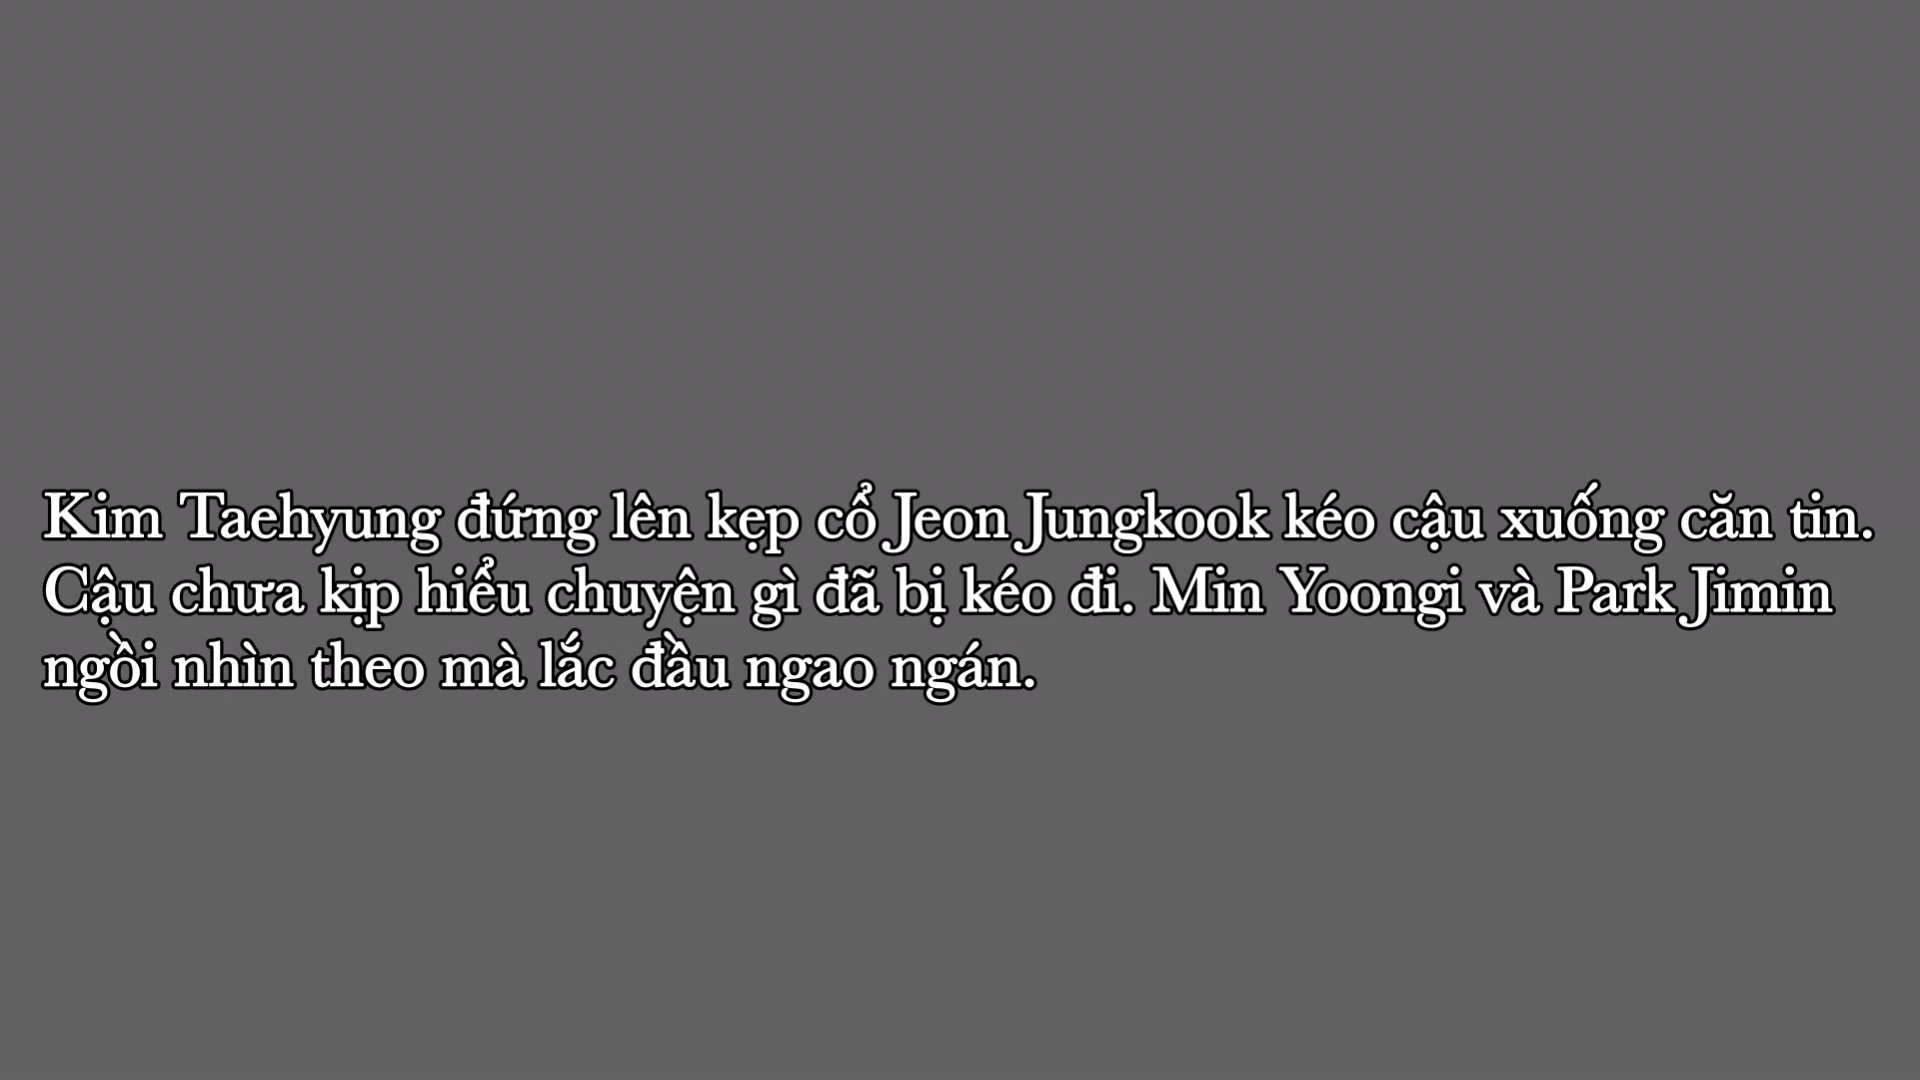 Kim Taehyung đứng lên kẹp cổ Jeon Jungkook kéo cậu xuống căn tin.
Cậu chưa kịp hiểu chuyện gì đã bị kéo đi. Min Yoongi và Park Jimin
ngồi nhìn theo mà lắc đầu ngao ngán.